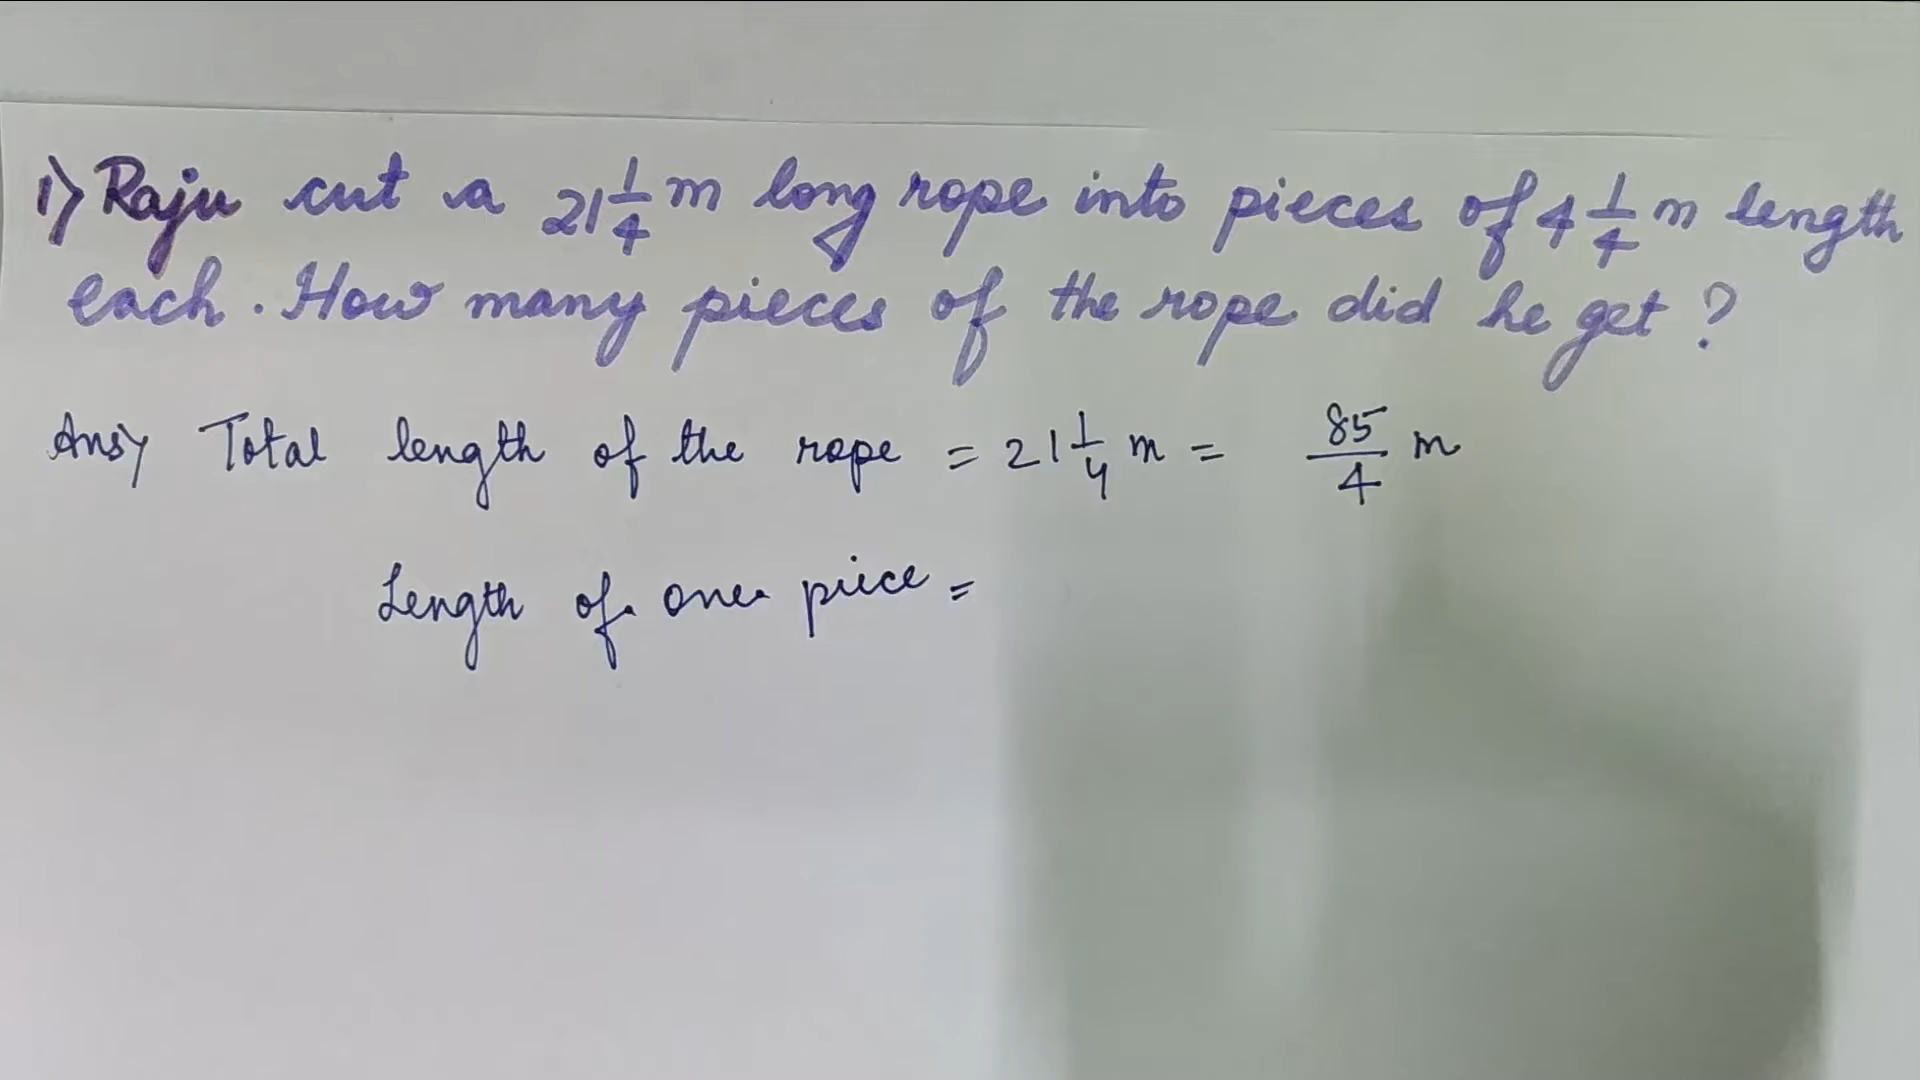 1) Raju cut a 21 1/4 m long rope into pieces of 4 1/4 m length
each. How many pieces of the rope did he get?
Ans) Total length of the rope = 21 1/4 m = 85/4 m
Length of one piece =